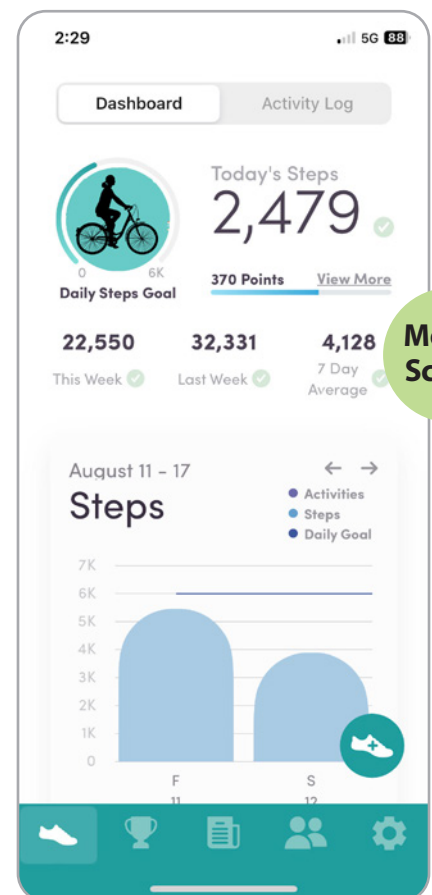 2:29
5G 88
Dashboard
Activity Log
Today's Steps
2,479
0 6K
Daily Steps Goal
370 Points View More
22,550 32,331 4,128
This Week Last Week 7 Day
Average
August 11 - 17
Steps
Activities
Steps
Daily Goal
7K
6K
5K
4K
3K
2K
1K
0
F S
11 12